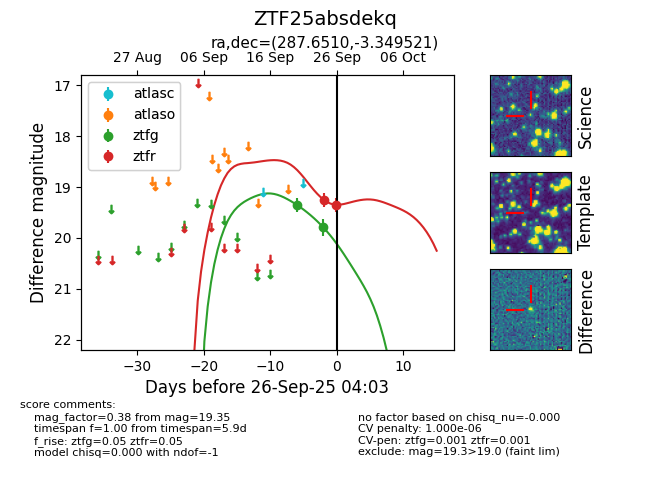 ZTF25absdekq
ra,dec=(287.6510,-3.349521)
27 Aug 06 Sep 16 Sep 26 Sep 06 Oct
17
18
19
20
21
22
Difference magnitude
atlasc
atlaso
ztfg
ztfr
−30 −20 −10 0 10
Days before 26-Sep-25 04:03
Science
Template
Difference
score comments:
mag_factor=0.38 from mag=19.35
timespan f=1.00 from timespan=5.9d
f_rise: ztfg=0.05 ztfr=0.05
model chisq=0.000 with ndof=-1
no factor based on chisq_nu=-0.000
CV penalty: 1.000e-06
CV-pen: ztfg=0.001 ztfr=0.001
exclude: mag=19.3>19.0 (faint lim)